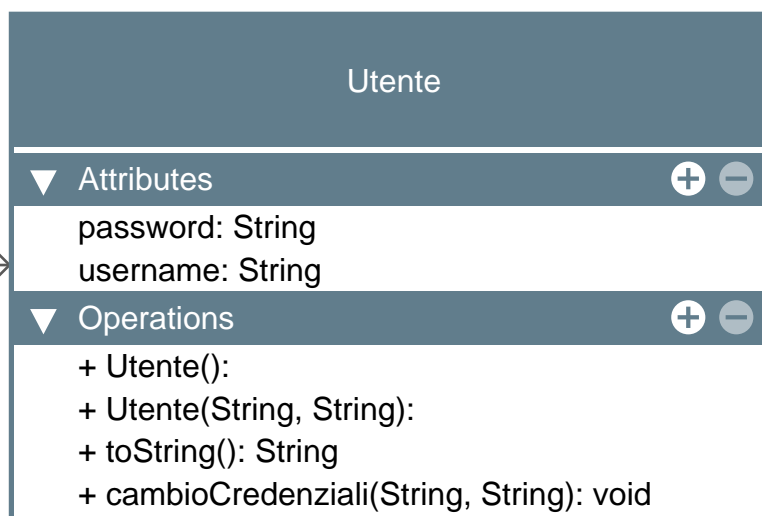 Utente
Attributes
password: String
username: String
Operations
+ Utente():
+ Utente(String, String):
+ toString(): String
+ cambioCredenziali(String, String): void